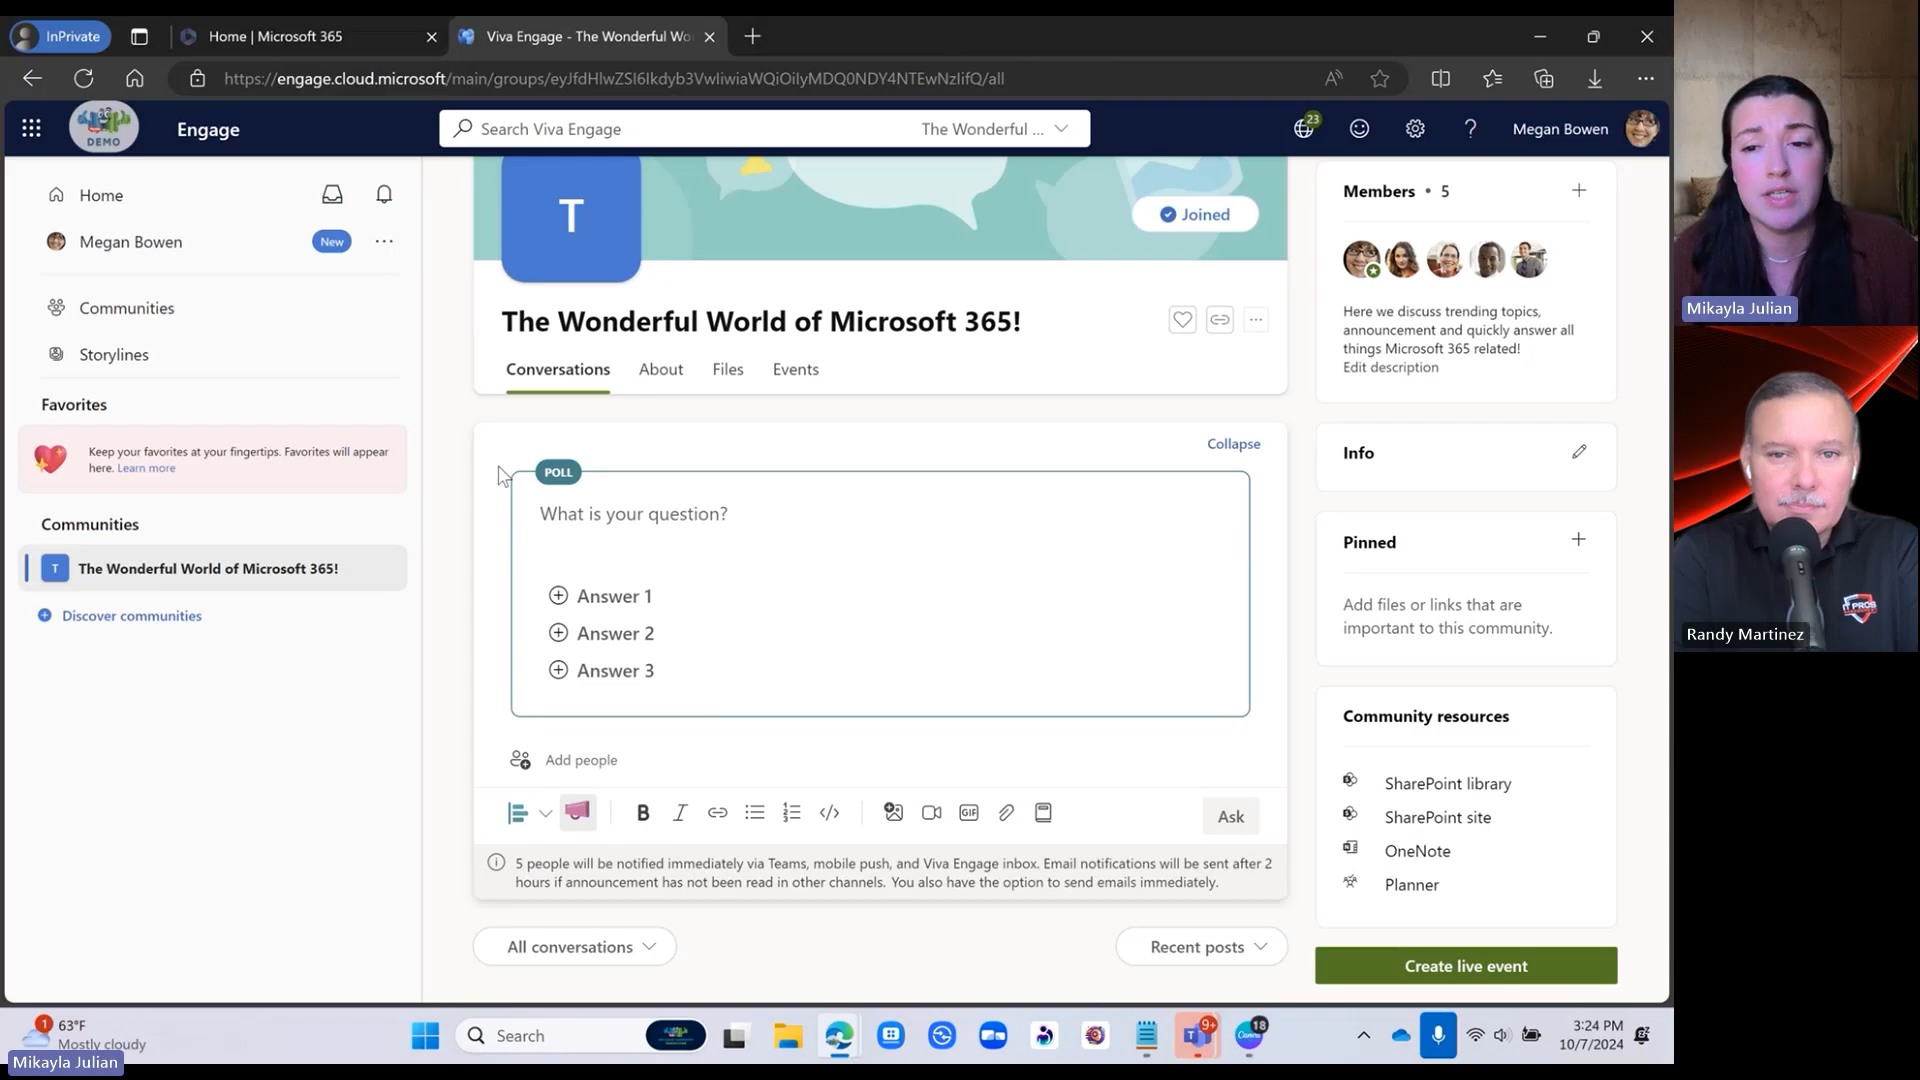 InPrivate
Home | Microsoft 365
Viva Engage - The Wonderful Wo
https://engage.cloud.microsoft/main/groups/eyJfdHlwZSI6Ikdyb3VwIiwiaWQiOiIyMDQ0NDY4NTEwNzIifQ/all
DEMO
Engage
Search Viva Engage
The Wonderful ...
23
Megan Bowen
Home
Megan Bowen
New
Communities
Storylines
Favorites
Keep your favorites at your fingertips. Favorites will appear
here. Learn more
Communities
T
The Wonderful World of Microsoft 365!
Discover communities
T
Joined
The Wonderful World of Microsoft 365!
Conversations
About
Files
Events
Collapse
POLL
What is your question?
Answer 1
Answer 2
Answer 3
Add people
B
I
GIF
Ask
5 people will be notified immediately via Teams, mobile push, and Viva Engage inbox. Email notifications will be sent after 2
hours if announcement has not been read in other channels. You also have the option to send emails immediately.
All conversations
Recent posts
Members • 5
Here we discuss trending topics,
announcement and quickly answer all
things Microsoft 365 related!
Edit description
Info
Pinned
Add files or links that are
important to this community.
Community resources
SharePoint library
SharePoint site
OneNote
Planner
Create live event
Mikayla Julian
IT PROS
Randy Martinez
1
63°F
Mostly cloudy
Mikayla Julian
Search
9+
18
3:24 PM
10/7/2024